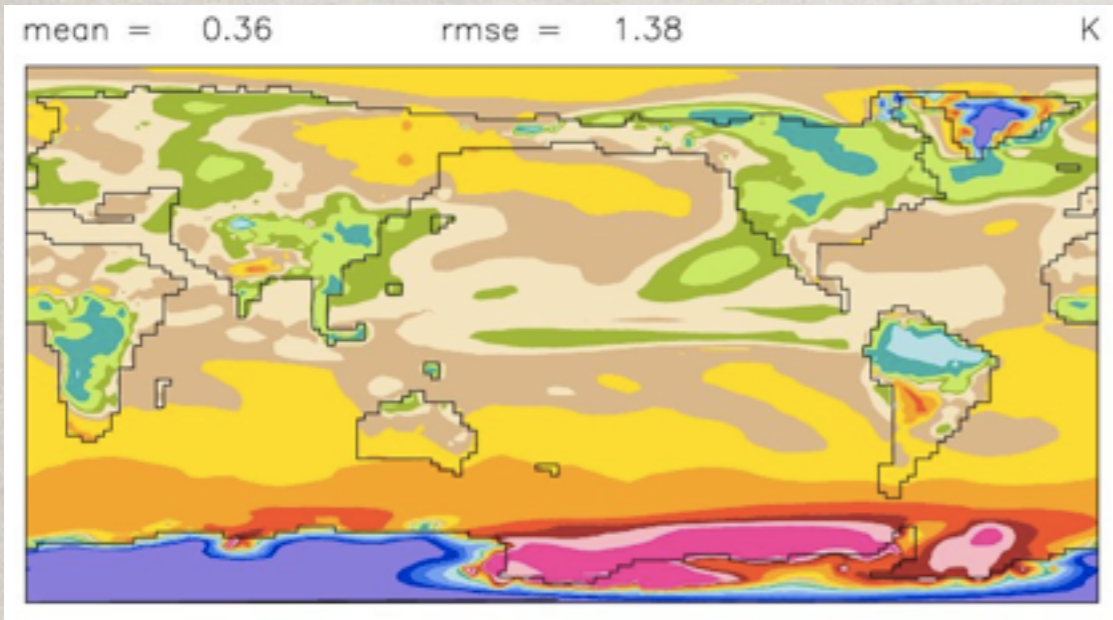 mean = 0.36 rmse = 1.38 K